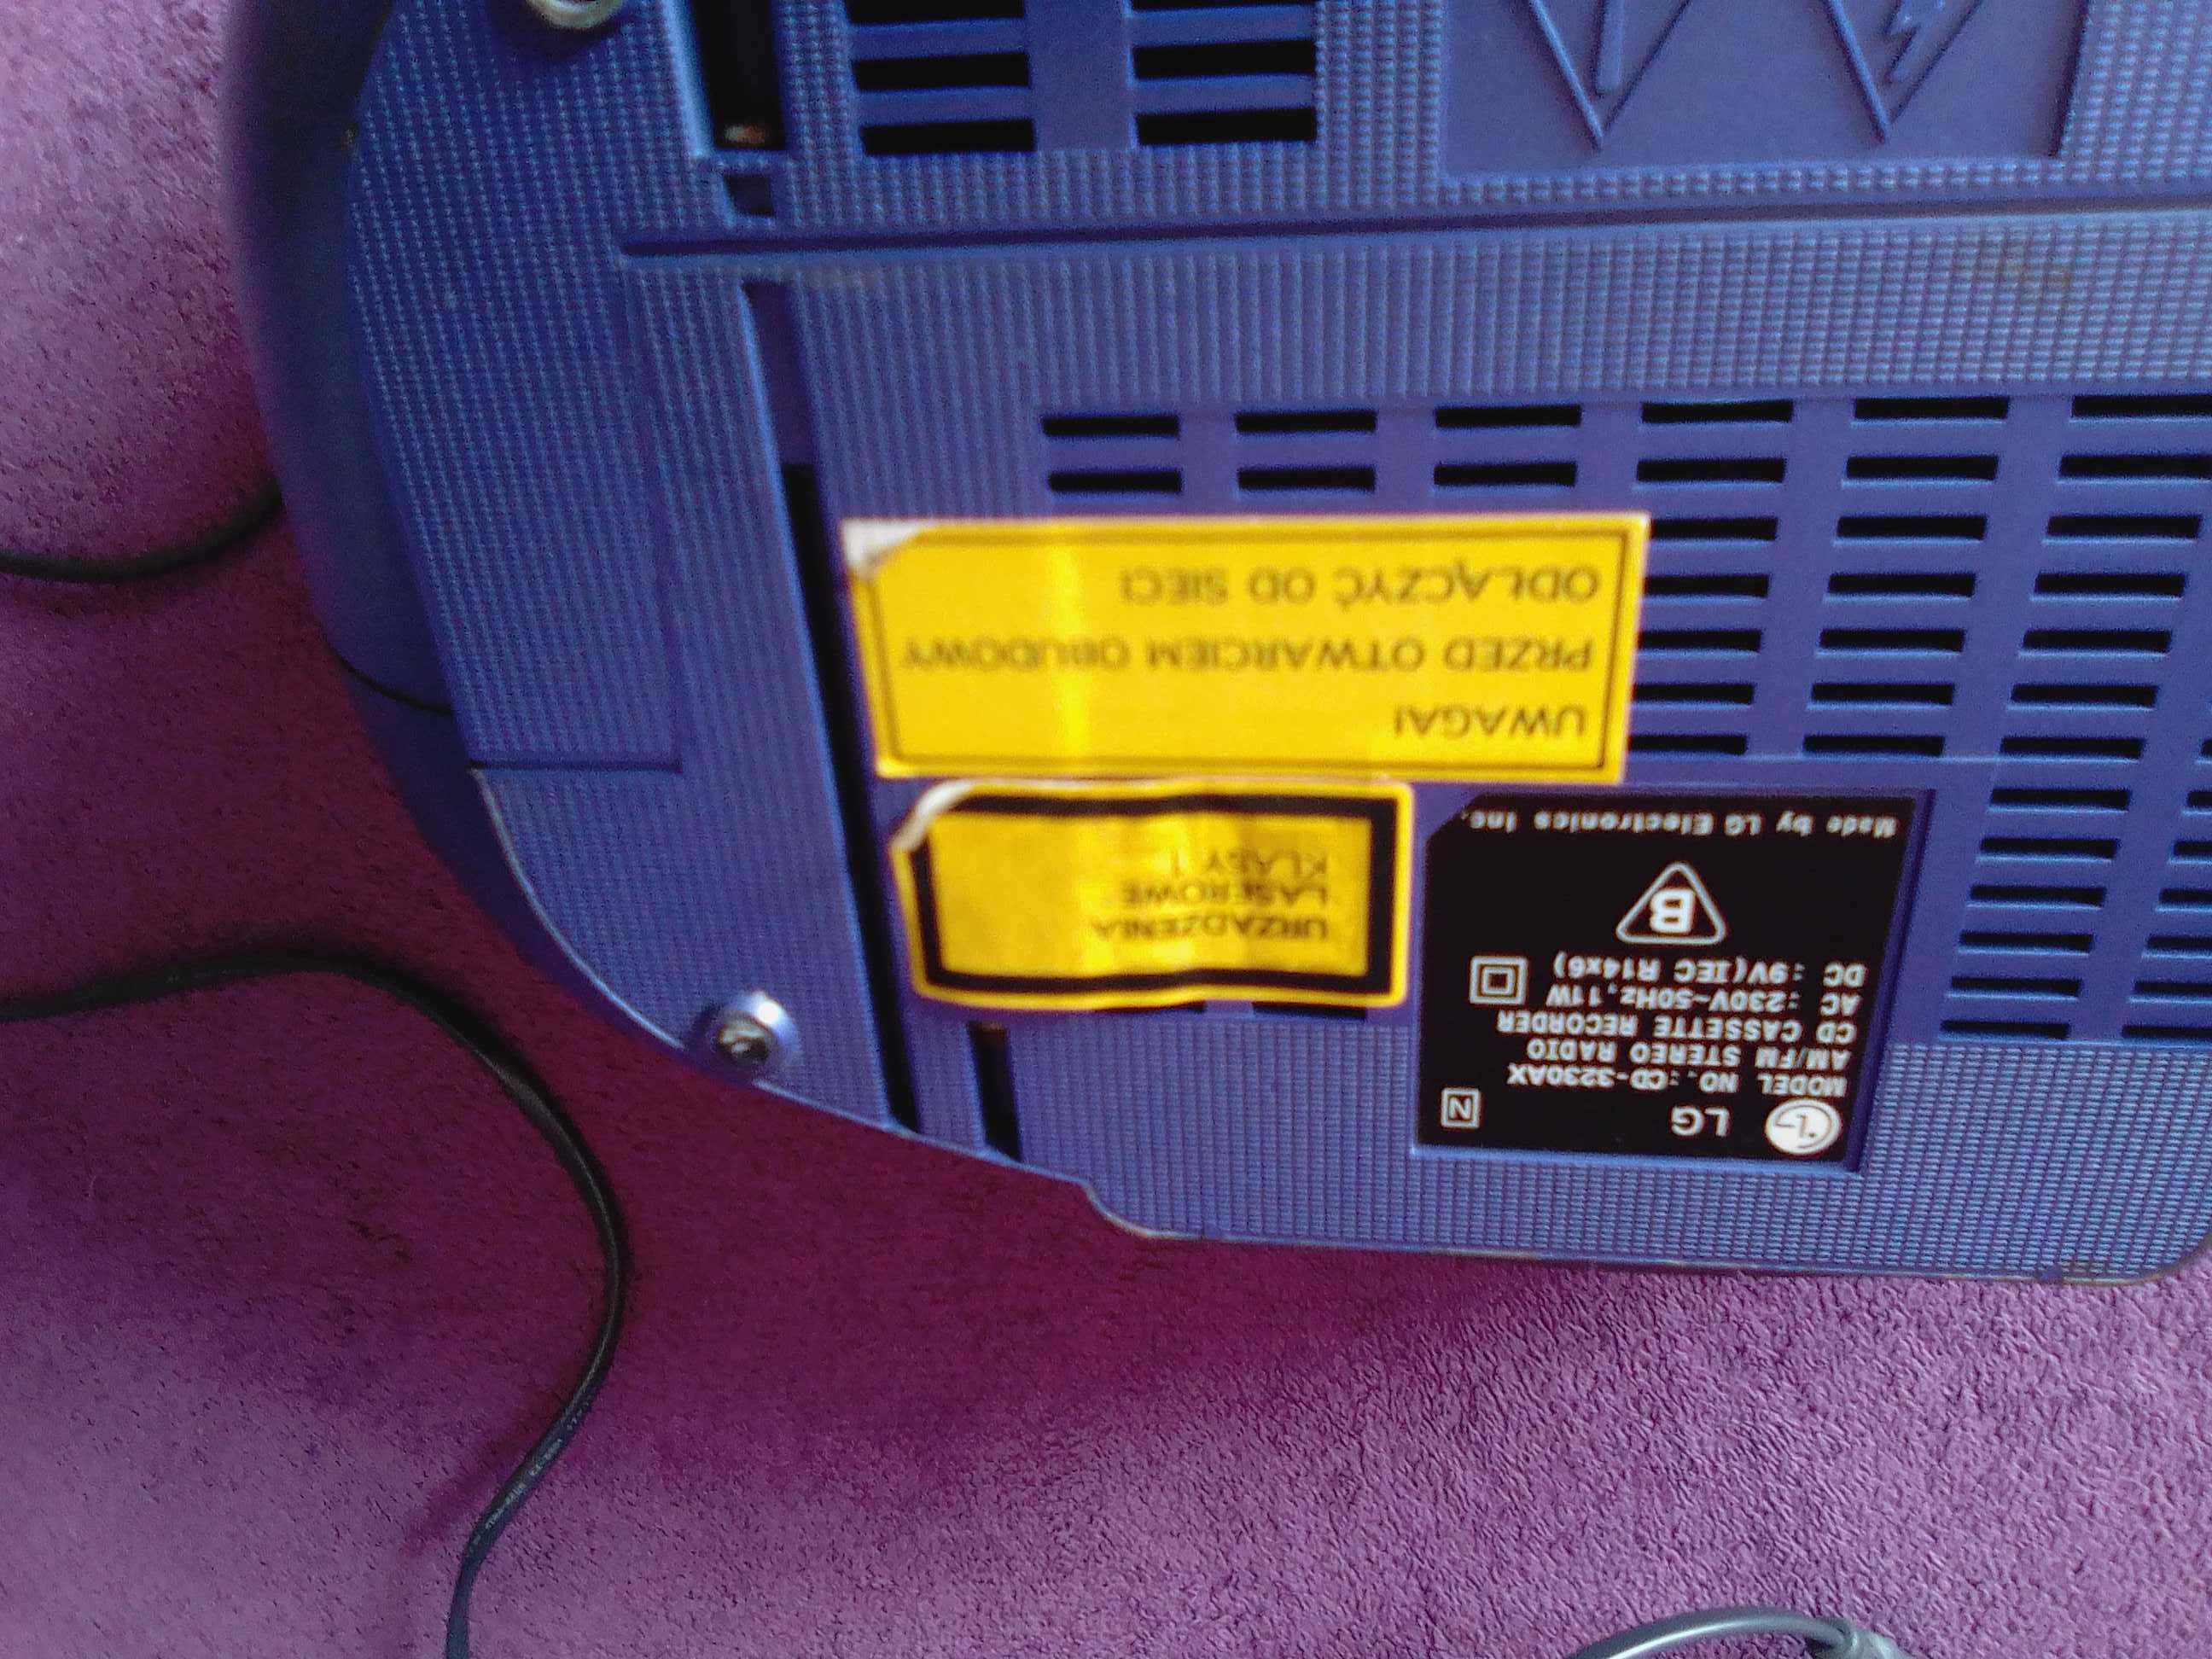 LG
N
MODEL NO.:CD-3230AX
AM/FM STEREO RADIO
CD CASSETTE RECORDER
AC :230V~50Hz,11W
DC :9V(IEC R14x6)
B
Made by LG Electronics Inc.
URZĄDZENIA
LASEROWE
KLASY 1
UWAGA!
PRZED OTWARCIEM OBUDOWY
ODŁĄCZYĆ OD SIECI